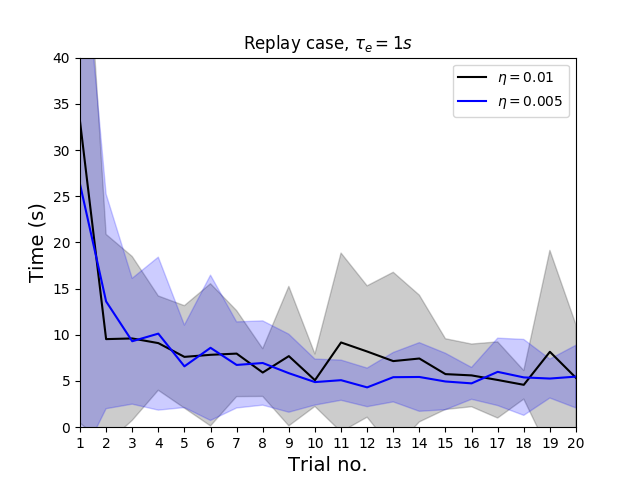 Replay case, τₑ = 1s
η = 0.01
η = 0.005
40
35
30
25
20
15
10
5
0
Time (s)
1 2 3 4 5 6 7 8 9 10 11 12 13 14 15 16 17 18 19 20
Trial no.